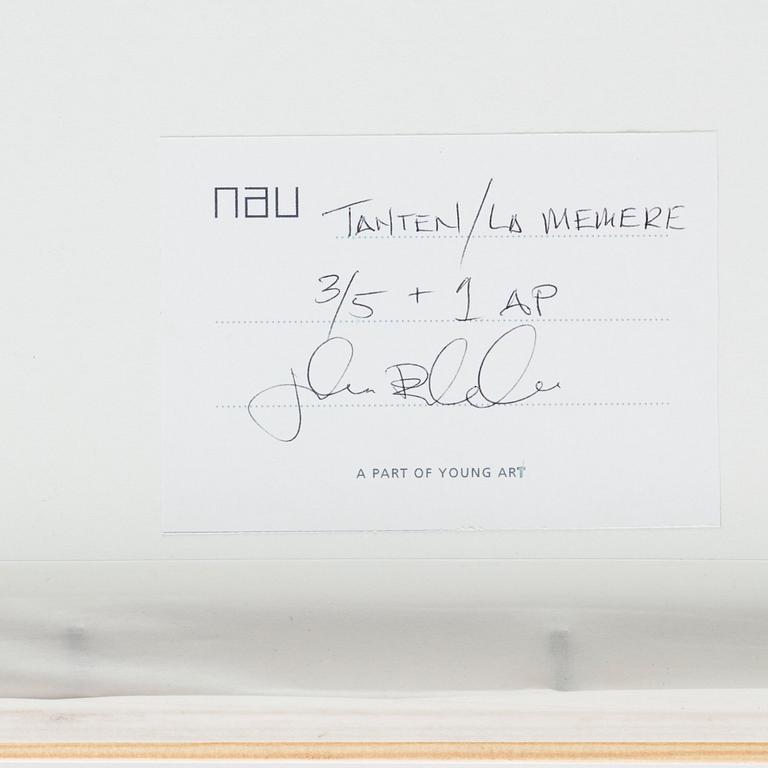 nau TANTEN/LA MEMERE
3/5 + 1 AP
A PART OF YOUNG ART